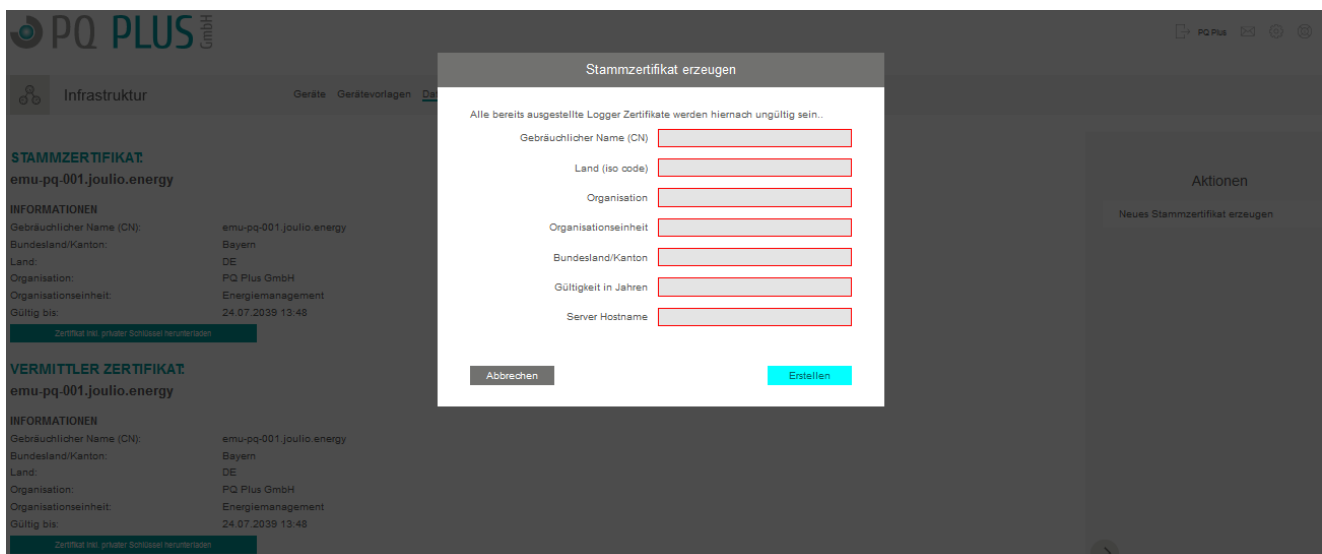 PQ PLUS GmbH
PQ Plus
Infrastruktur
Geräte Gerätevorlagen
STAMMZERTIFIKAT:
emu-pq-001.joulio.energy
INFORMATIONEN
Gebräuchlicher Name (CN): emu-pq-001.joulio.energy
Bundesland/Kanton: Bayern
Land: DE
Organisation: PQ Plus GmbH
Organisationseinheit: Energiemanagement
Gültig bis: 24.07.2039 13:48
Zertifikat inkl. privater Schlüssel herunterladen
VERMITTLER ZERTIFIKAT:
emu-pq-001.joulio.energy
INFORMATIONEN
Gebräuchlicher Name (CN): emu-pq-001.joulio.energy
Bundesland/Kanton: Bayern
Land: DE
Organisation: PQ Plus GmbH
Organisationseinheit: Energiemanagement
Gültig bis: 24.07.2039 13:48
Zertifikat inkl. privater Schlüssel herunterladen
Stammzertifikat erzeugen
Alle bereits ausgestellte Logger Zertifikate werden hiernach ungültig sein..
Gebräuchlicher Name (CN)
Land (iso code)
Organisation
Organisationseinheit
Bundesland/Kanton
Gültigkeit in Jahren
Server Hostname
Abbrechen
Erstellen
Aktionen
Neues Stammzertifikat erzeugen